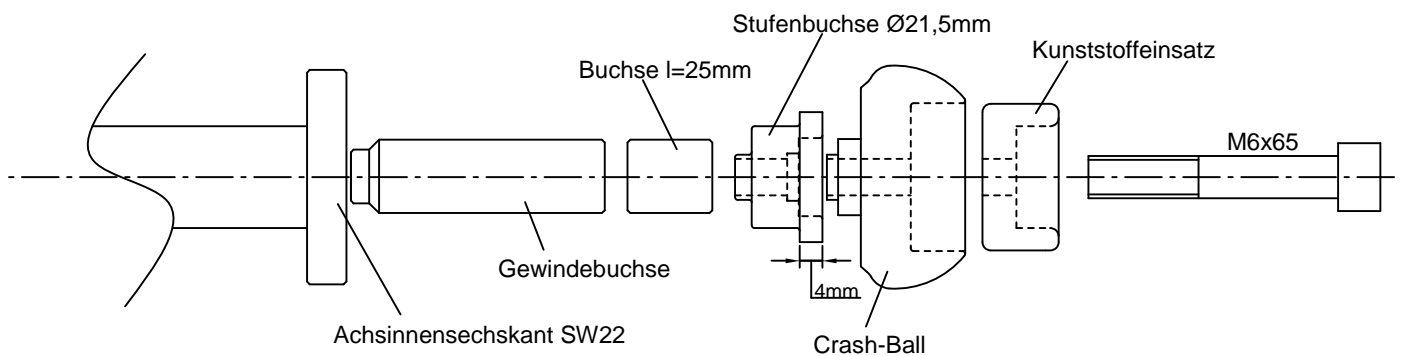 Stufenbuchse Ø21,5mm
Kunststoffeinsatz
Buchse l=25mm
M6x65
Gewindebuchse
4mm
Achsinnensechskant SW22
Crash-Ball